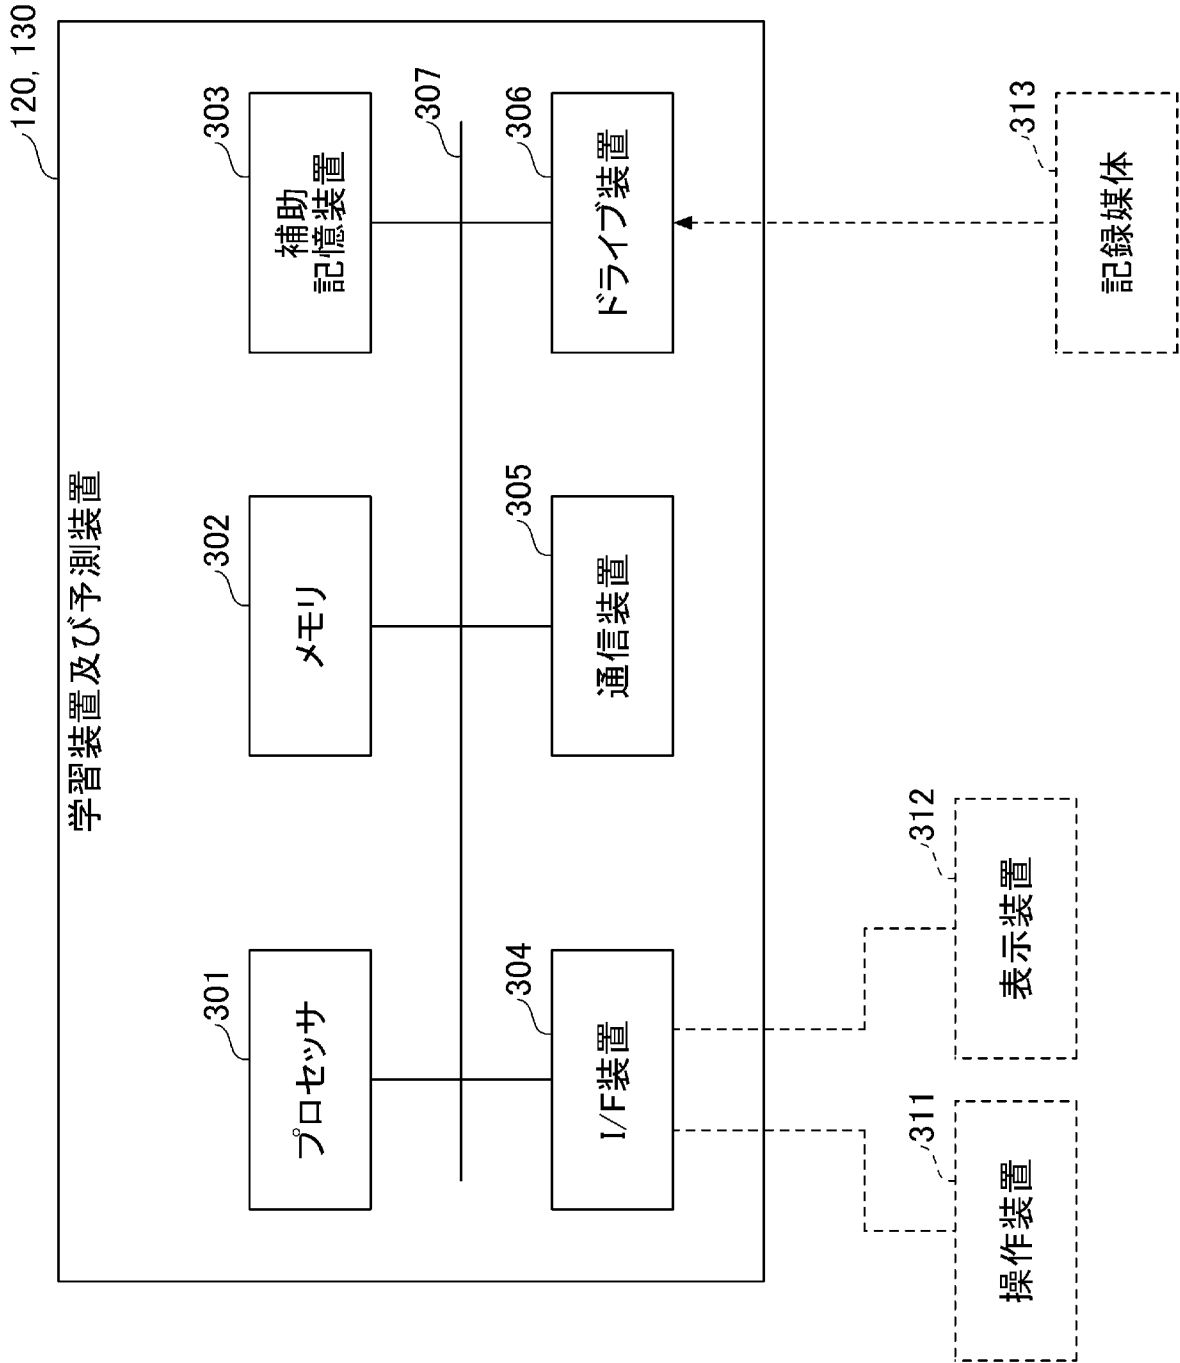 120, 130
学習装置及び予測装置
301
プロセッサ
302
メモリ
303
補助
記憶装置
307
304
I/F装置
305
通信装置
306
ドライブ装置
311
操作装置
312
表示装置
313
記録媒体